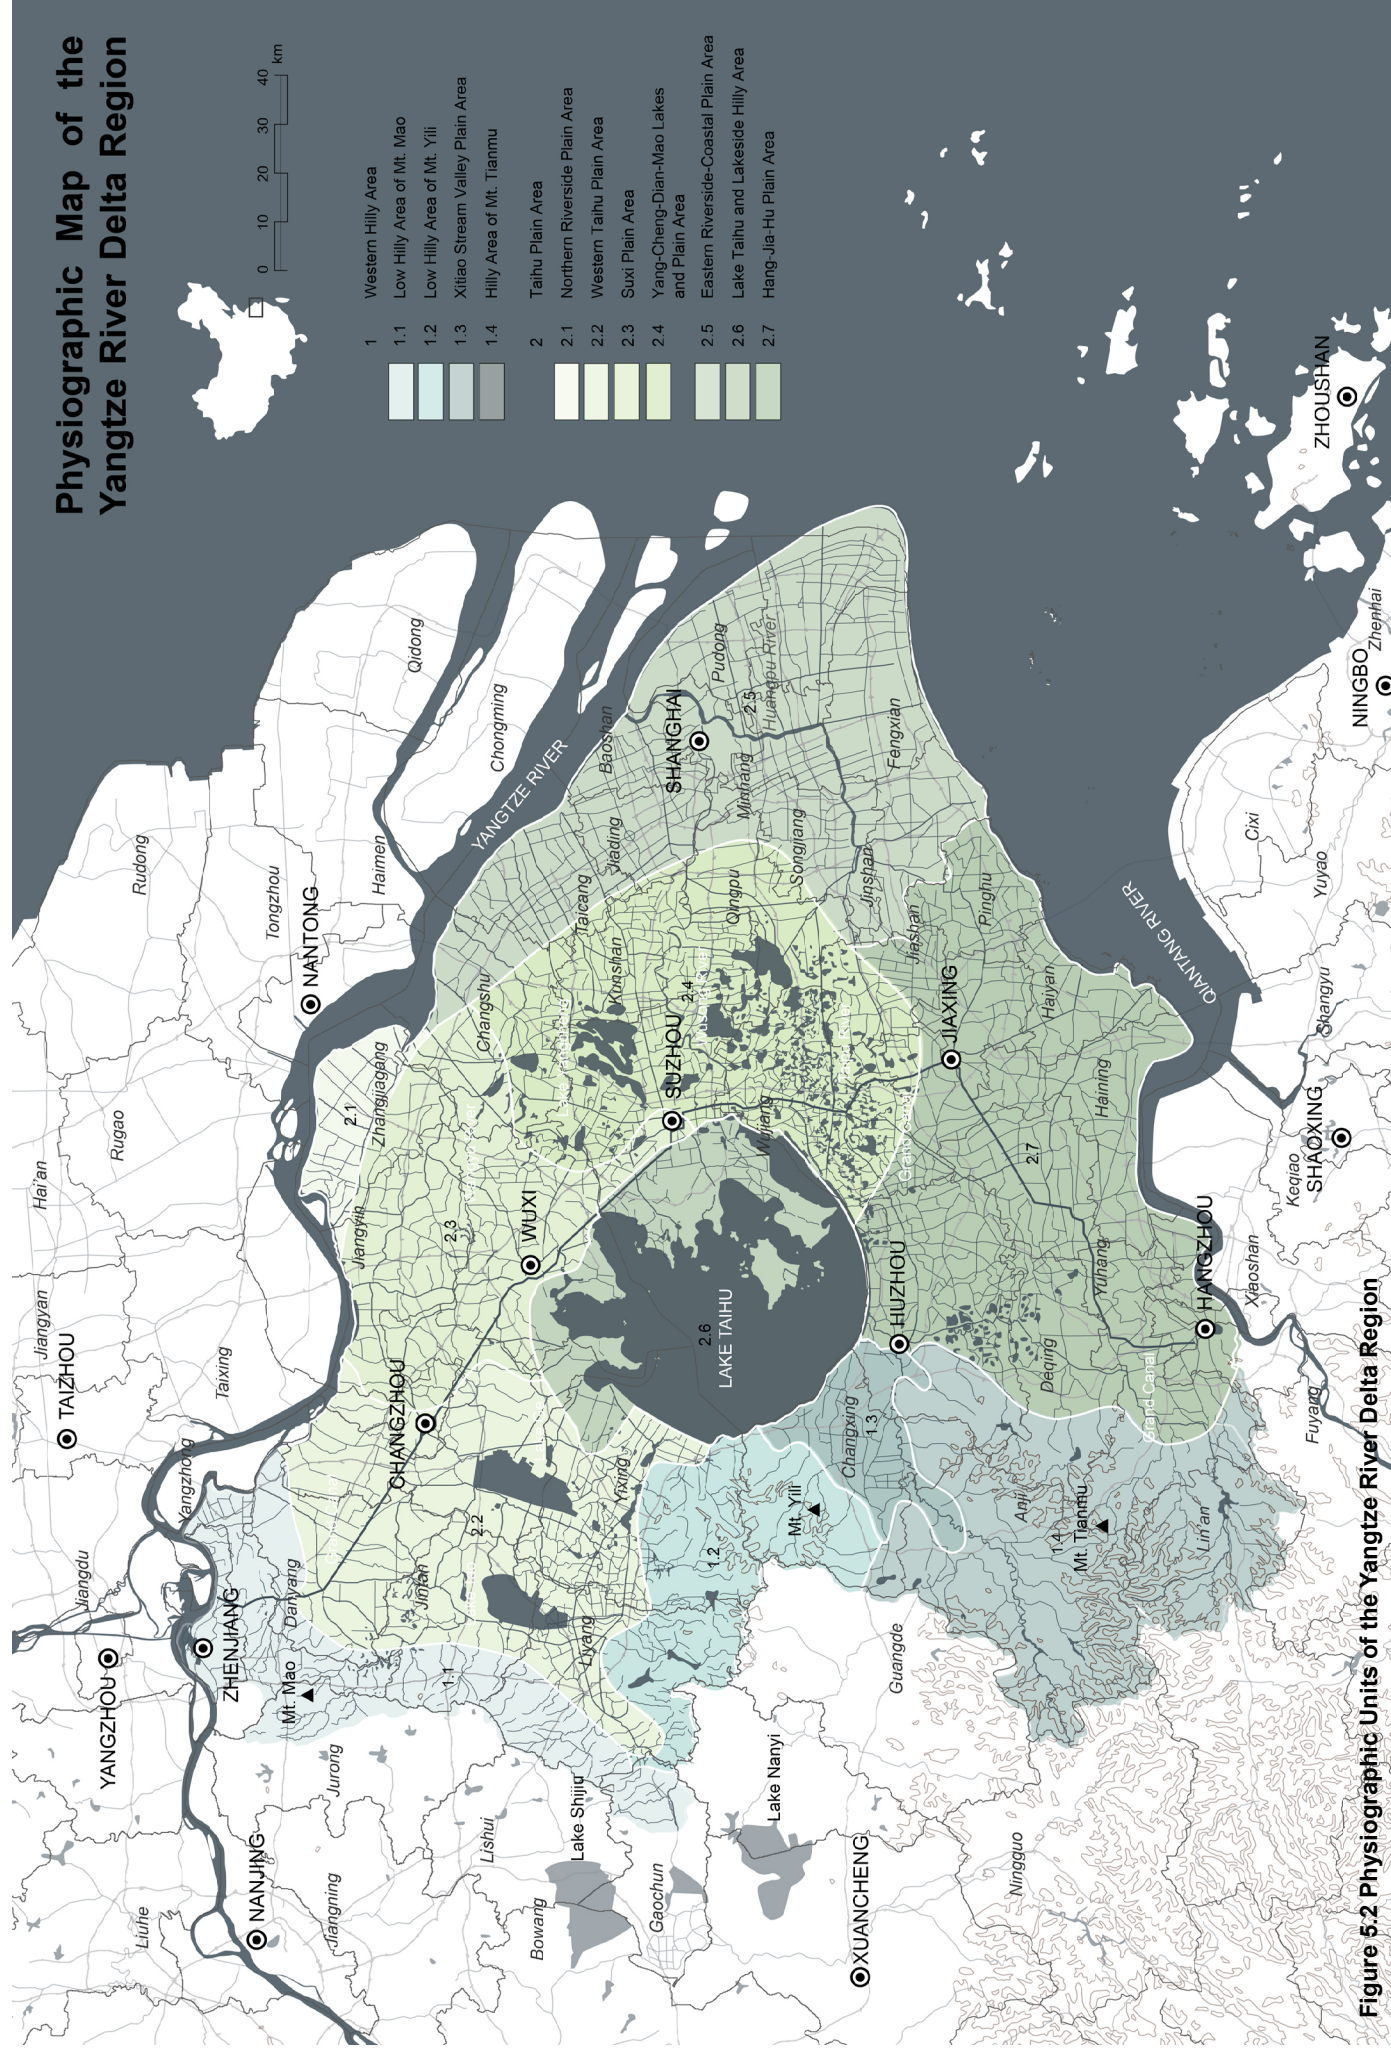 Physiographic Map of the
Yangtze River Delta Region
0 10 20 30 40 km
1 Western Hilly Area
1.1 Low Hilly Area of Mt. Mao
1.2 Low Hilly Area of Mt. Yili
1.3 Xitiao Stream Valley Plain Area
1.4 Hilly Area of Mt. Tianmu
2 Taihu Plain Area
2.1 Northern Riverside Plain Area
2.2 Western Taihu Plain Area
2.3 Suxi Plain Area
2.4 Yang-Cheng-Dian-Mao Lakes
and Plain Area
2.5 Eastern Riverside-Coastal Plain Area
2.6 Lake Taihu and Lakeside Hilly Area
2.7 Hang-Jia-Hu Plain Area
Hai'an
Rudong
Jiangyan
TAIZHOU
Rugao
Tongzhou
NANTONG
Jiangdu
YANGZHOU
Taixing
Haimen
Qidong
Liuhe
Yangzhong
ZHENJIANG
NANJING
Danyang
Mt. Mao
Jurong
Jiangning
Jiangyin
2.1
Zhangjiagang
Chongming
YANGTZE RIVER
CHANGZHOU
2.3
Changshu
Grand Canal
1.1
2.2
Jintan
Lishui
WUXI
Taicang
Jiading
Baoshan
Lake Shijiu
Bowang
Liyang
Yixing
Kunshan
SUZHOU
2.4
SHANGHAI
Pudong
2.5
Huangpu River
Gaochun
1.2
2.6
LAKE TAIHU
Qingpu
Minhang
Lake Nanyi
Mt. Yili
Wujiang
Songjiang
Changxing
1.3
XUANCHENG
Guangde
HUZHOU
Grand Canal
Jiashan
Jinshan
Fengxian
JIAXING
Pinghu
Ningguo
Anji
1.4
Mt. Tianmu
Deqing
2.7
Haiyan
Yuhang
Haining
Grand Canal
Lin'an
HANGZHOU
QIANTANG RIVER
Xiaoshan
Fuyang
Keqiao
SHAOXING
Shangyu
Yuyao
Cixi
NINGBO
Zhenhai
ZHOUSHAN
Figure 5.2 Physiographic Units of the Yangtze River Delta Region